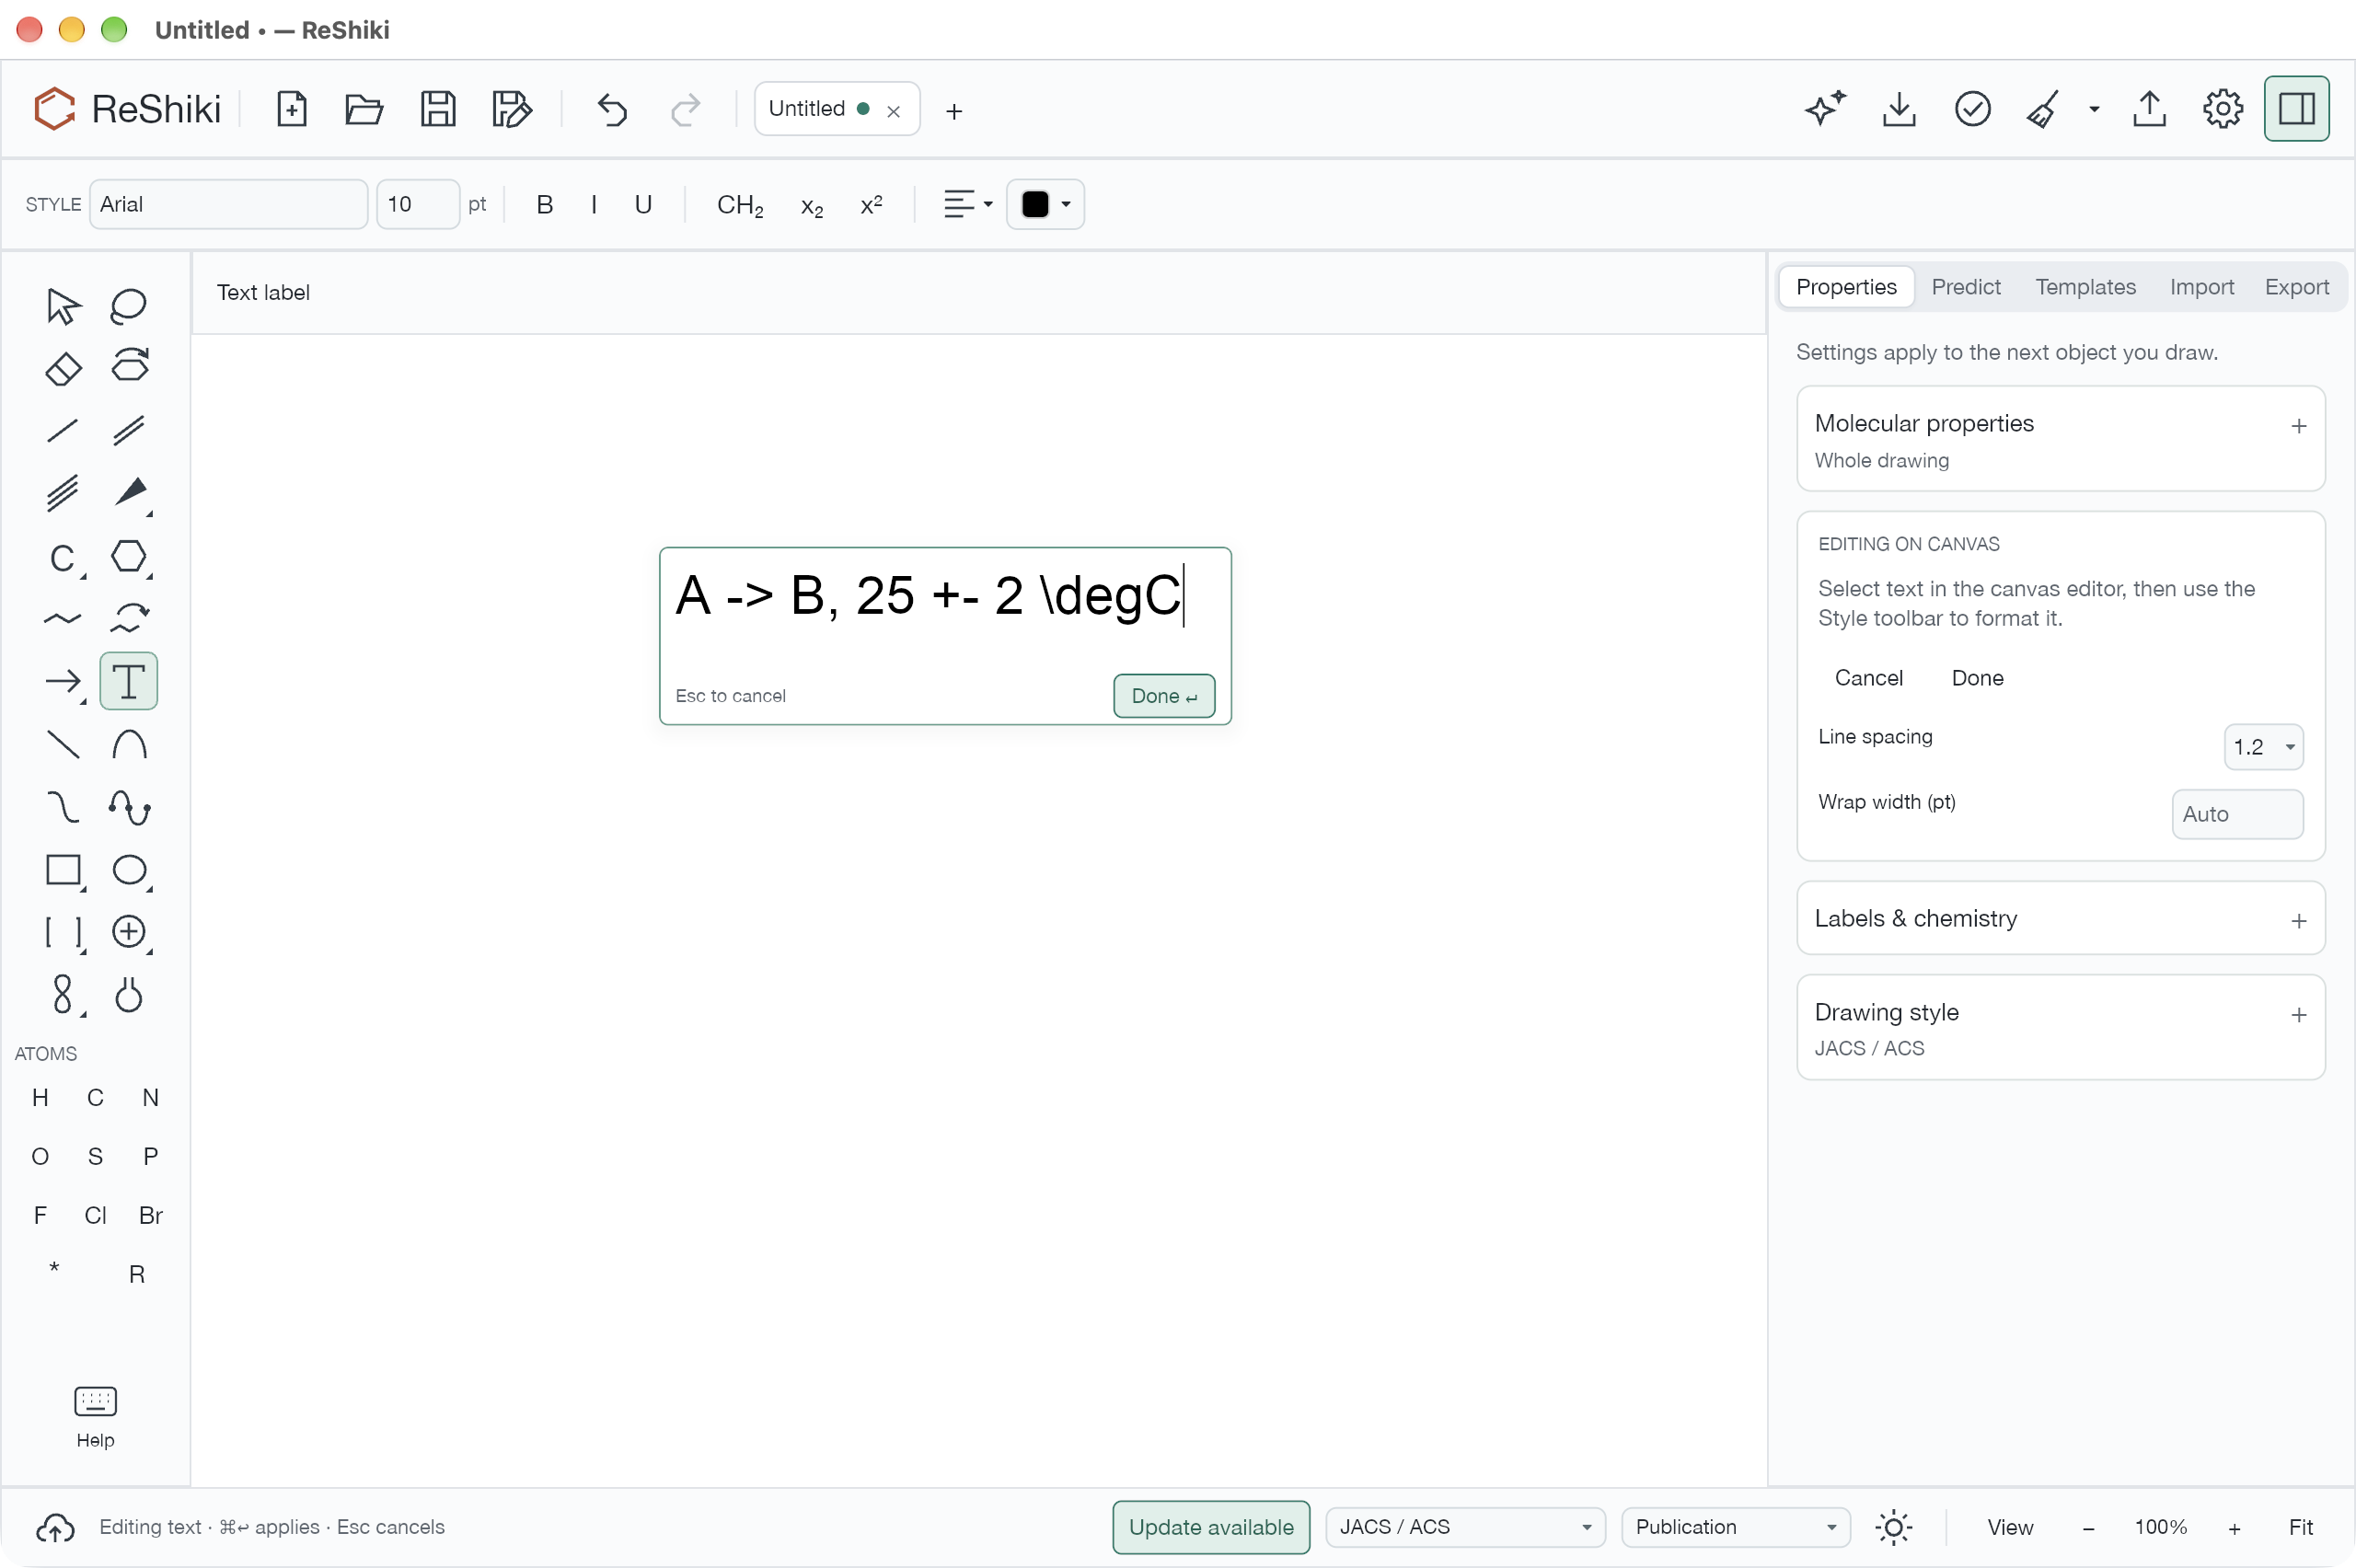 Untitled • — ReShiki
ReShiki
Untitled
STYLE Arial 10 pt B I U CH₂ x₂ x²
Text label
Properties Predict Templates Import Export
Settings apply to the next object you draw.
Molecular properties
Whole drawing
EDITING ON CANVAS
Select text in the canvas editor, then use the
Style toolbar to format it.
Cancel Done
Line spacing 1.2
Wrap width (pt) Auto
Labels & chemistry
Drawing style
JACS / ACS
A -> B, 25 +- 2 \degC
Esc to cancel Done ↵
C
T
[ ]
ATOMS
H C N
O S P
F Cl Br
* R
Help
Editing text · ⌘↩ applies · Esc cancels
Update available JACS / ACS Publication View – 100% + Fit